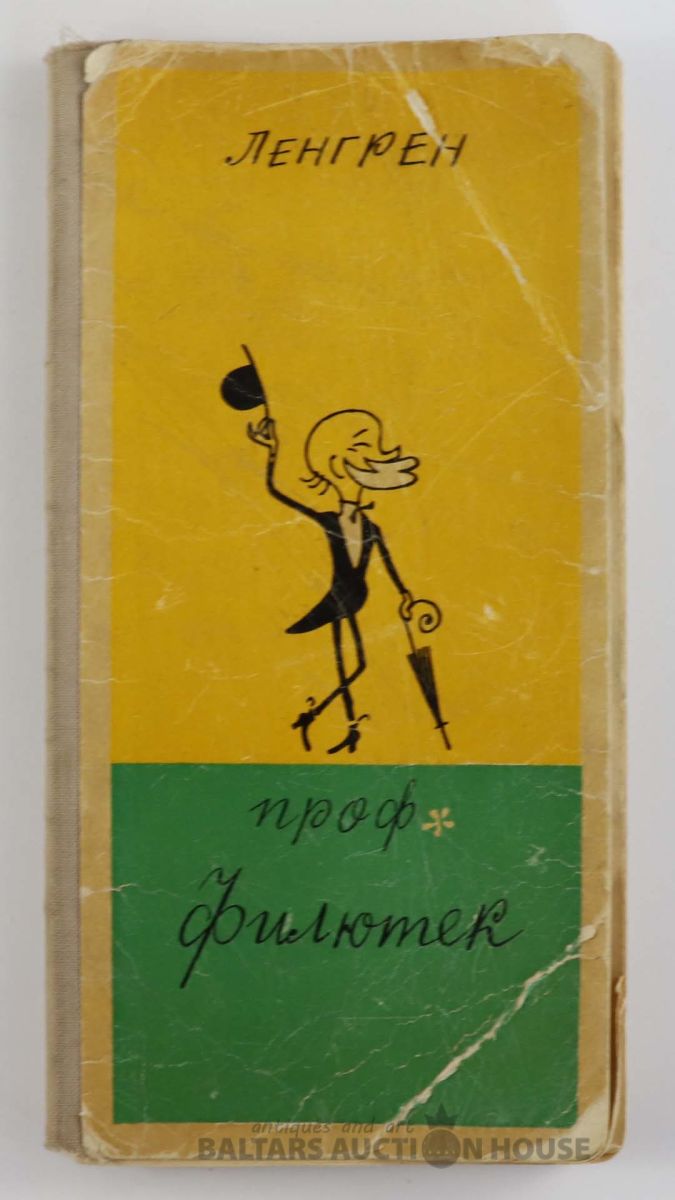 ЛЕНГРЕН
проф
Филютек
antiques and art
BALTARS AUCTION HOUSE